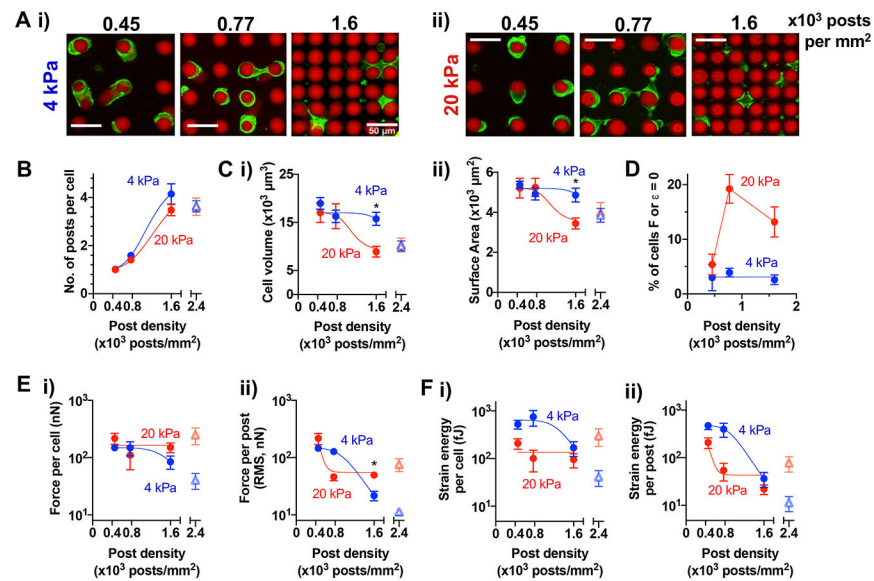 A i) 0.45 0.77 1.6
ii) 0.45 0.77 1.6 x10³ posts per mm²
4 kPa
20 kPa
50 μm
B
4 kPa
20 kPa
No. of posts per cell
4
2
0
0 0.4 0.8 1.6 2.4
Post density
(x10³ posts/mm²)
C i)
4 kPa
*
20 kPa
Cell volume (x10³ μm³)
25
20
15
10
5
0
0 0.4 0.8 1.6 2.4
Post density
(x10³ posts/mm²)
ii)
4 kPa
*
20 kPa
Surface Area (x10³ μm²)
6
4
2
0
0 0.4 0.8 1.6 2.4
Post density
(x10³ posts/mm²)
D
20 kPa
4 kPa
% of cells F or ε = 0
20
10
0
0 1 2
Post density
(x10³ posts/mm²)
E i)
20 kPa
4 kPa
Force per cell (nN)
10³
10²
10¹
0 0.4 0.8 1.6 2.4
Post density
(x10³ posts/mm²)
ii)
4 kPa
*
20 kPa
Force per post
(RMS, nN)
10³
10²
10¹
0 0.4 0.8 1.6 2.4
Post density
(x10³ posts/mm²)
F i)
4 kPa
20 kPa
Strain energy
per cell (fJ)
10³
10²
10¹
0 0.4 0.8 1.6 2.4
Post density
(x10³ posts/mm²)
ii)
4 kPa
20 kPa
Strain energy
per post (fJ)
10³
10²
10¹
0 0.4 0.8 1.6 2.4
Post density
(x10³ posts/mm²)